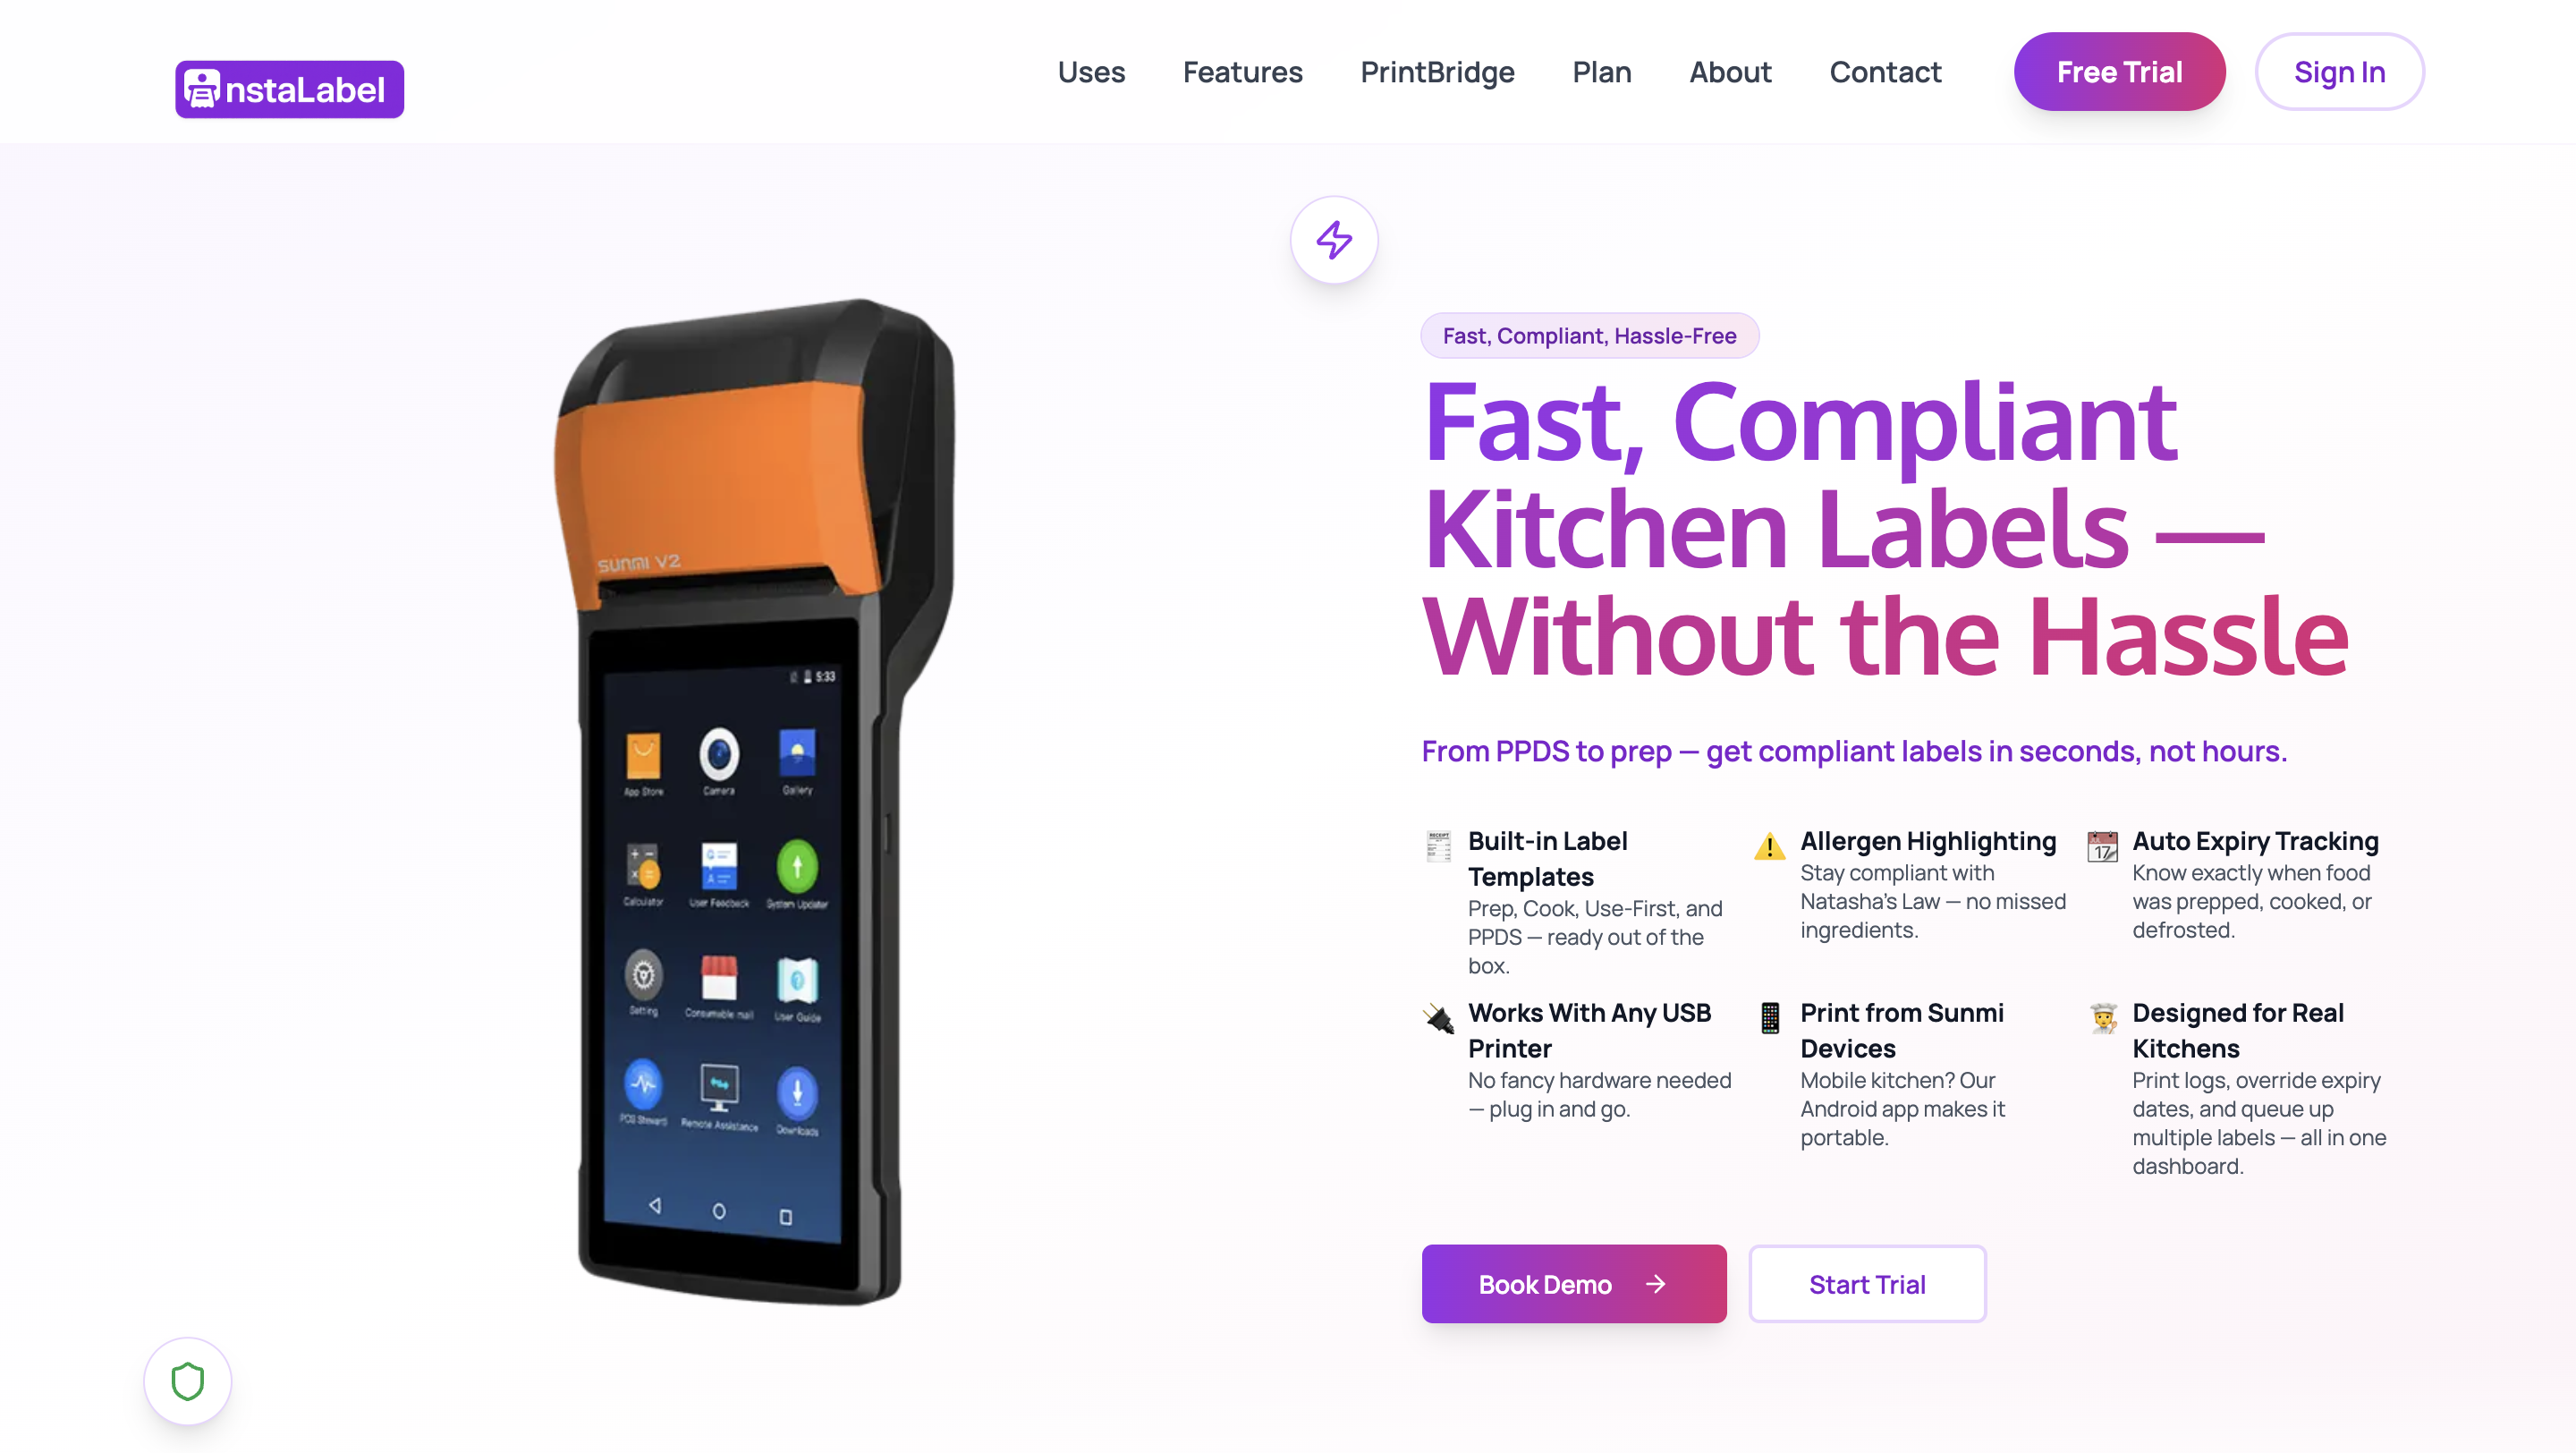 nstaLabel
Uses
Features
PrintBridge
Plan
About
Contact
Free Trial
Sign In
SUNMI V2
5:33
App Store
Camera
Gallery
Calculator
User Feedback
System Updater
Setting
Consumable mall
User Guide
Remote Assistance
Downloads
Fast, Compliant, Hassle-Free
Fast, Compliant
Kitchen Labels —
Without the Hassle
From PPDS to prep — get compliant labels in seconds, not hours.
Built-in Label
Templates
Prep, Cook, Use-First, and
PPDS — ready out of the
box.
Allergen Highlighting
Stay compliant with
Natasha's Law — no missed
ingredients.
Auto Expiry Tracking
Know exactly when food
was prepped, cooked, or
defrosted.
Works With Any USB
Printer
No fancy hardware needed
— plug in and go.
Print from Sunmi
Devices
Mobile kitchen? Our
Android app makes it
portable.
Designed for Real
Kitchens
Print logs, override expiry
dates, and queue up
multiple labels — all in one
dashboard.
Book Demo →
Start Trial